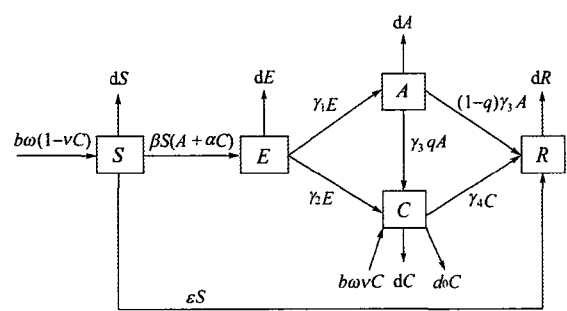 dA
dS
dE
A
dR
γ₁E
(1-q)γ₃A
bω(1-νC)
S
βS(A + αC)
E
γ₃qA
R
γ₂E
C
γ₄C
bωνC
dC
d₀C
εS